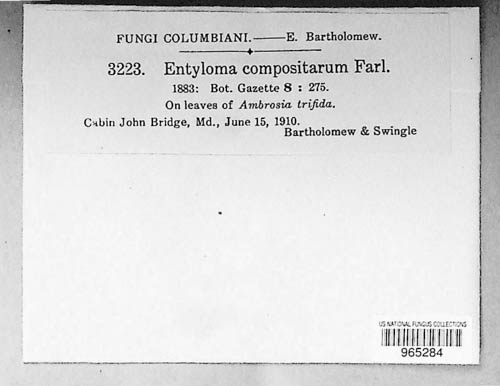 FUNGI COLUMBIANI.——E. Bartholomew.
3223. Entyloma compositarum Farl.
1883: Bot. Gazette 8 : 275.
On leaves of Ambrosia trifida.
Cabin John Bridge, Md., June 15, 1910.
Bartholomew & Swingle
US NATIONAL FUNGUS COLLECTIONS
965284